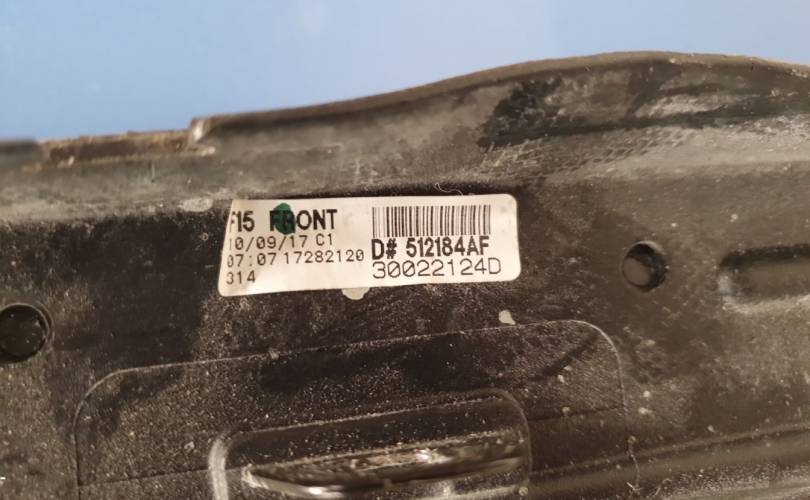 F15 FRONT
10/09/17 C1
07:07 17282120
314
D# 512184AF
30022124D